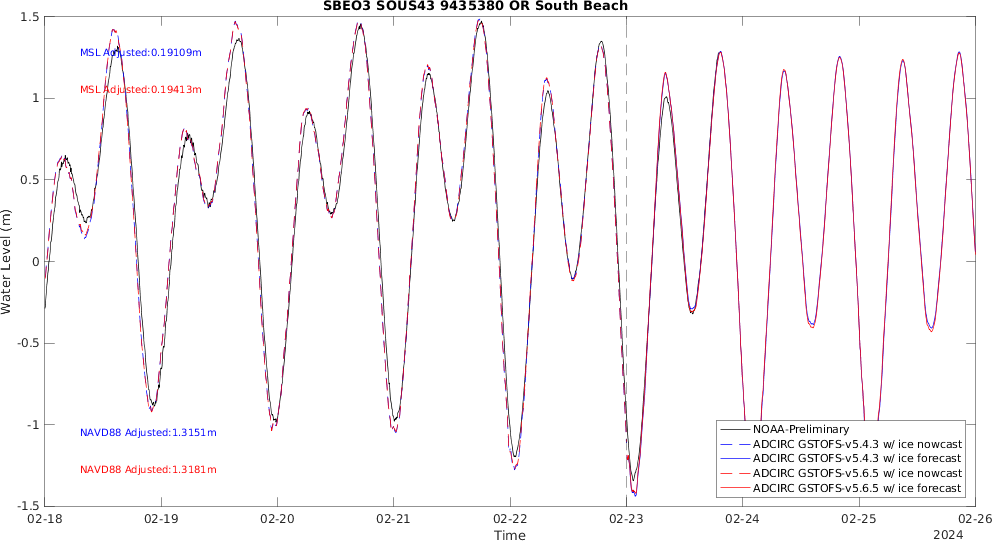 SBEO3 SOUS43 9435380 OR South Beach
1.5
1
0.5
0
-0.5
-1
-1.5
Water Level (m)
MSL Adjusted:0.19109m
MSL Adjusted:0.19413m
NAVD88 Adjusted:1.3151m
NAVD88 Adjusted:1.3181m
NOAA-Preliminary
ADCIRC GSTOFS-v5.4.3 w/ ice nowcast
ADCIRC GSTOFS-v5.4.3 w/ ice forecast
ADCIRC GSTOFS-v5.6.5 w/ ice nowcast
ADCIRC GSTOFS-v5.6.5 w/ ice forecast
02-18 02-19 02-20 02-21 02-22 02-23 02-24 02-25 02-26
Time
2024